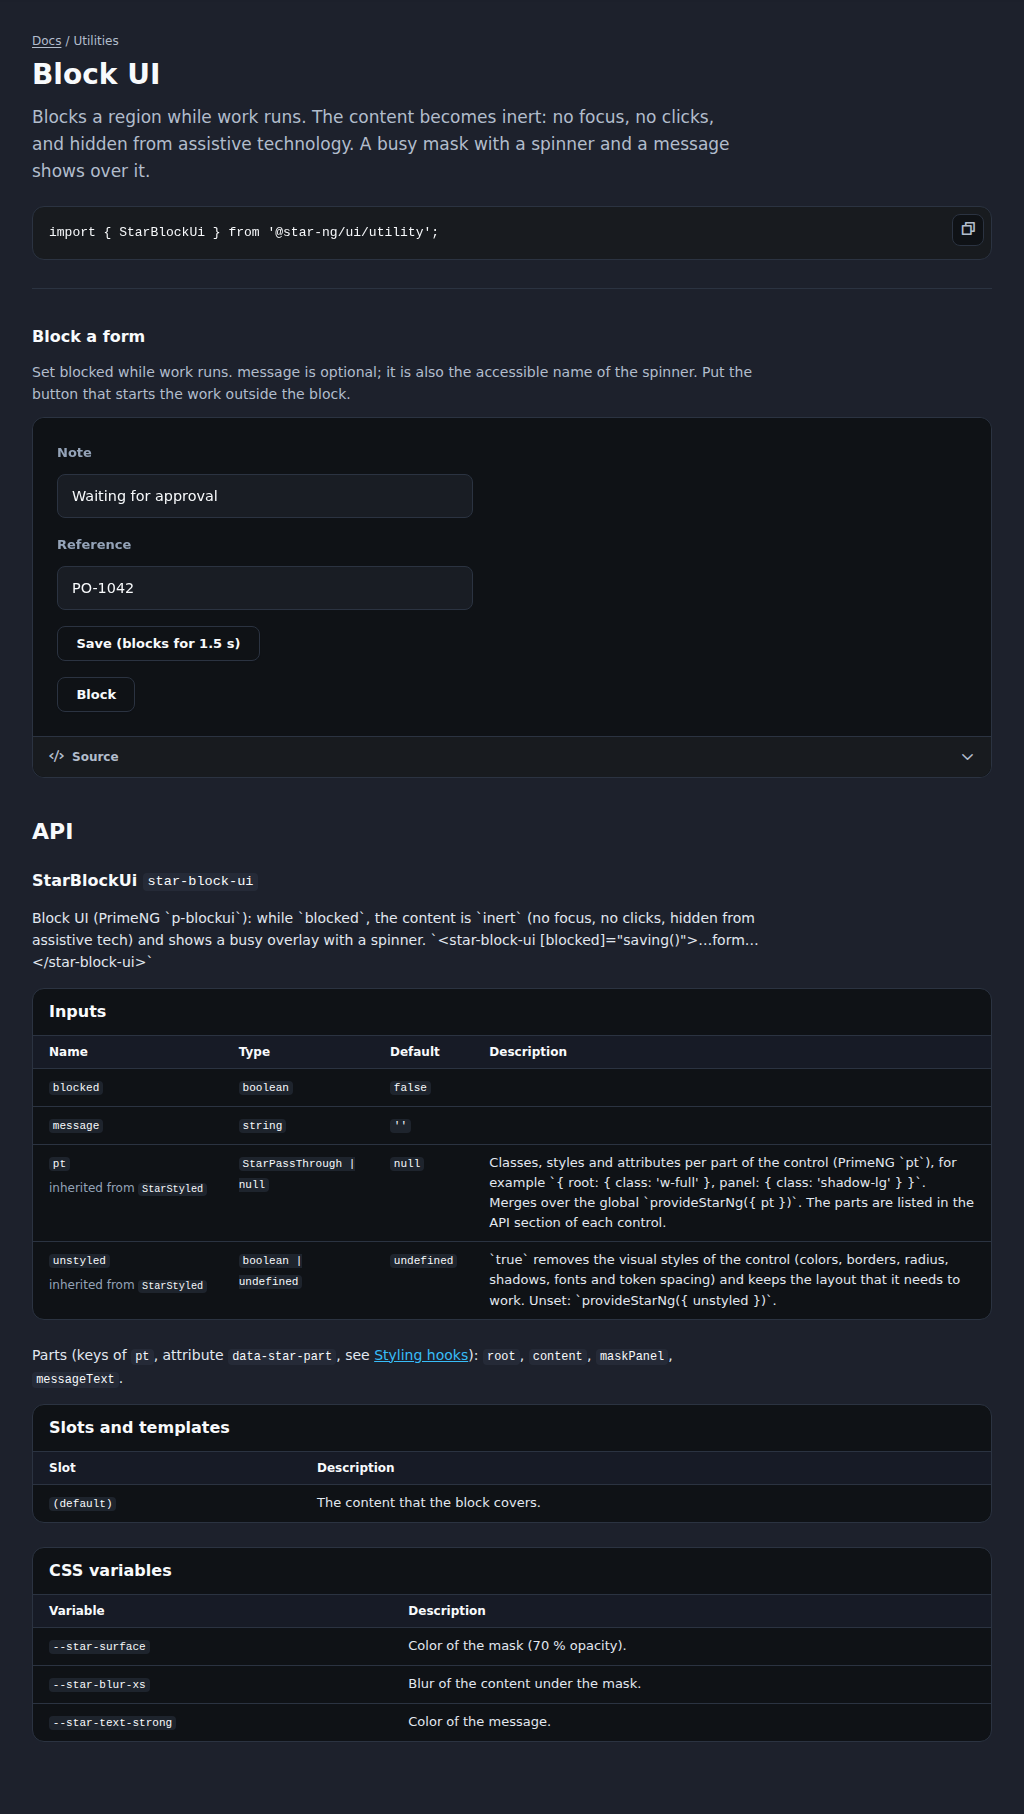 Docs / Utilities
Block UI
Blocks a region while work runs. The content becomes inert: no focus, no clicks,
and hidden from assistive technology. A busy mask with a spinner and a message
shows over it.
import { StarBlockUi } from '@star-ng/ui/utility';
Block a form
Set blocked while work runs. message is optional; it is also the accessible name of the spinner. Put the
button that starts the work outside the block.
Note
Waiting for approval
Reference
PO-1042
Save (blocks for 1.5 s)
Block
</> Source
API
StarBlockUi star-block-ui
Block UI (PrimeNG `p-blockui`): while `blocked`, the content is `inert` (no focus, no clicks, hidden from
assistive tech) and shows a busy overlay with a spinner. `<star-block-ui [blocked]="saving()">…form…
</star-block-ui>`
Inputs
Name Type Default Description
blocked boolean false
message string ''
pt StarPassThrough | null Classes, styles and attributes per part of the control (PrimeNG `pt`), for
inherited from StarStyled null example `{ root: { class: 'w-full' }, panel: { class: 'shadow-lg' } }`.
Merges over the global `provideStarNg({ pt })`. The parts are listed in the
API section of each control.
unstyled boolean | undefined `true` removes the visual styles of the control (colors, borders, radius,
inherited from StarStyled undefined shadows, fonts and token spacing) and keeps the layout that it needs to
work. Unset: `provideStarNg({ unstyled })`.
Parts (keys of pt, attribute data-star-part, see Styling hooks): root, content, maskPanel,
messageText.
Slots and templates
Slot Description
(default) The content that the block covers.
CSS variables
Variable Description
--star-surface Color of the mask (70 % opacity).
--star-blur-xs Blur of the content under the mask.
--star-text-strong Color of the message.